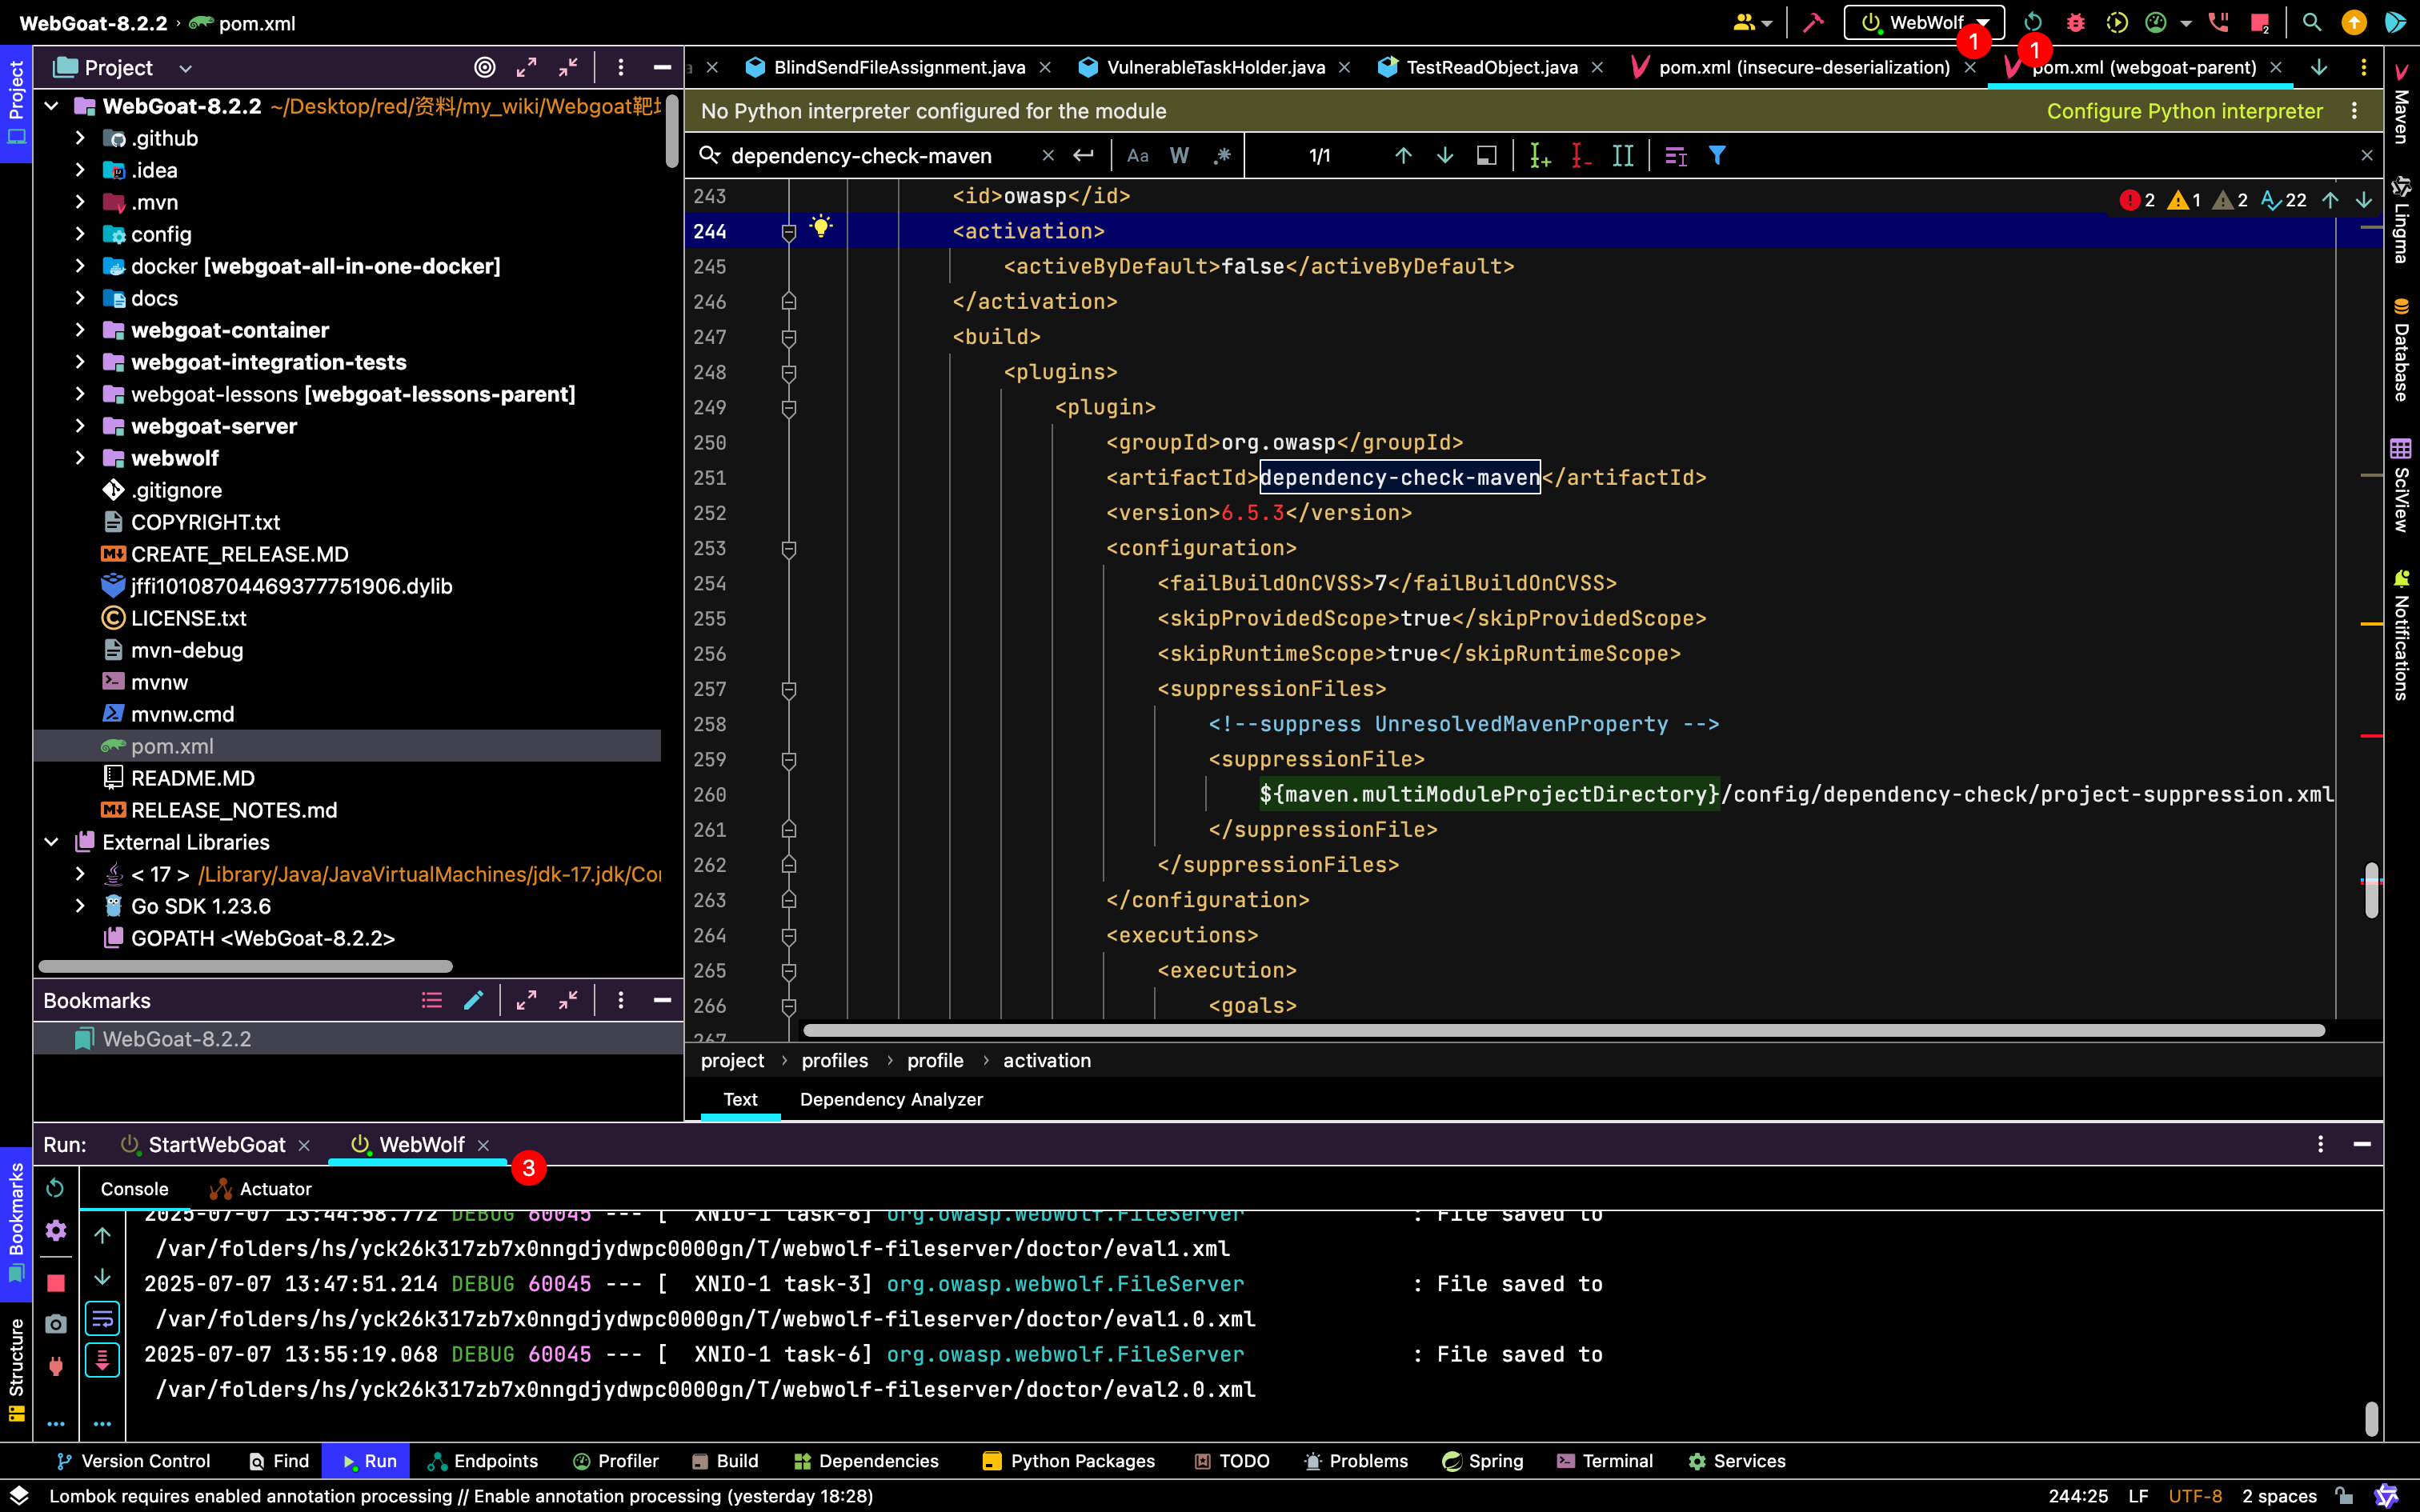 WebGoat-8.2.2 › pom.xml
WebWolf
1
1
2
Project
a
BlindSendFileAssignment.java
VulnerableTaskHolder.java
TestReadObject.java
pom.xml (insecure-deserialization)
pom.xml (webgoat-parent)
No Python interpreter configured for the module
Configure Python interpreter
dependency-check-maven
Aa W .*
1/1
2 1 2 22
Project
Bookmarks
Structure
Maven
Lingma
Database
SciView
Notifications
WebGoat-8.2.2 ~/Desktop/red/资料/my_wiki/Webgoat靶
.github
.idea
.mvn
config
docker [webgoat-all-in-one-docker]
docs
webgoat-container
webgoat-integration-tests
webgoat-lessons [webgoat-lessons-parent]
webgoat-server
webwolf
.gitignore
COPYRIGHT.txt
CREATE_RELEASE.MD
jffi10108704469377751906.dylib
LICENSE.txt
mvn-debug
mvnw
mvnw.cmd
pom.xml
README.MD
RELEASE_NOTES.md
External Libraries
< 17 > /Library/Java/JavaVirtualMachines/jdk-17.jdk/Co
Go SDK 1.23.6
GOPATH <WebGoat-8.2.2>
Bookmarks
WebGoat-8.2.2
243 <id>owasp</id>
244 <activation>
245 <activeByDefault>false</activeByDefault>
246 </activation>
247 <build>
248 <plugins>
249 <plugin>
250 <groupId>org.owasp</groupId>
251 <artifactId>dependency-check-maven</artifactId>
252 <version>6.5.3</version>
253 <configuration>
254 <failBuildOnCVSS>7</failBuildOnCVSS>
255 <skipProvidedScope>true</skipProvidedScope>
256 <skipRuntimeScope>true</skipRuntimeScope>
257 <suppressionFiles>
258 <!--suppress UnresolvedMavenProperty -->
259 <suppressionFile>
260 ${maven.multiModuleProjectDirectory}/config/dependency-check/project-suppression.xml
261 </suppressionFile>
262 </suppressionFiles>
263 </configuration>
264 <executions>
265 <execution>
266 <goals>
267
project › profiles › profile › activation
Text Dependency Analyzer
Run: StartWebGoat WebWolf
3
Console Actuator
2025-07-07 13:44:58.772 DEBUG 60045 --- [ XNIO-1 task-6] org.owasp.webwolf.FileServer : File saved to
/var/folders/hs/yck26k317zb7x0nngdjydwpc0000gn/T/webwolf-fileserver/doctor/eval1.xml
2025-07-07 13:47:51.214 DEBUG 60045 --- [ XNIO-1 task-3] org.owasp.webwolf.FileServer : File saved to
/var/folders/hs/yck26k317zb7x0nngdjydwpc0000gn/T/webwolf-fileserver/doctor/eval1.0.xml
2025-07-07 13:55:19.068 DEBUG 60045 --- [ XNIO-1 task-6] org.owasp.webwolf.FileServer : File saved to
/var/folders/hs/yck26k317zb7x0nngdjydwpc0000gn/T/webwolf-fileserver/doctor/eval2.0.xml
Version Control Find Run Endpoints Profiler Build Dependencies Python Packages TODO Problems Spring Terminal Services
Lombok requires enabled annotation processing // Enable annotation processing (yesterday 18:28)
244:25 LF UTF-8 2 spaces